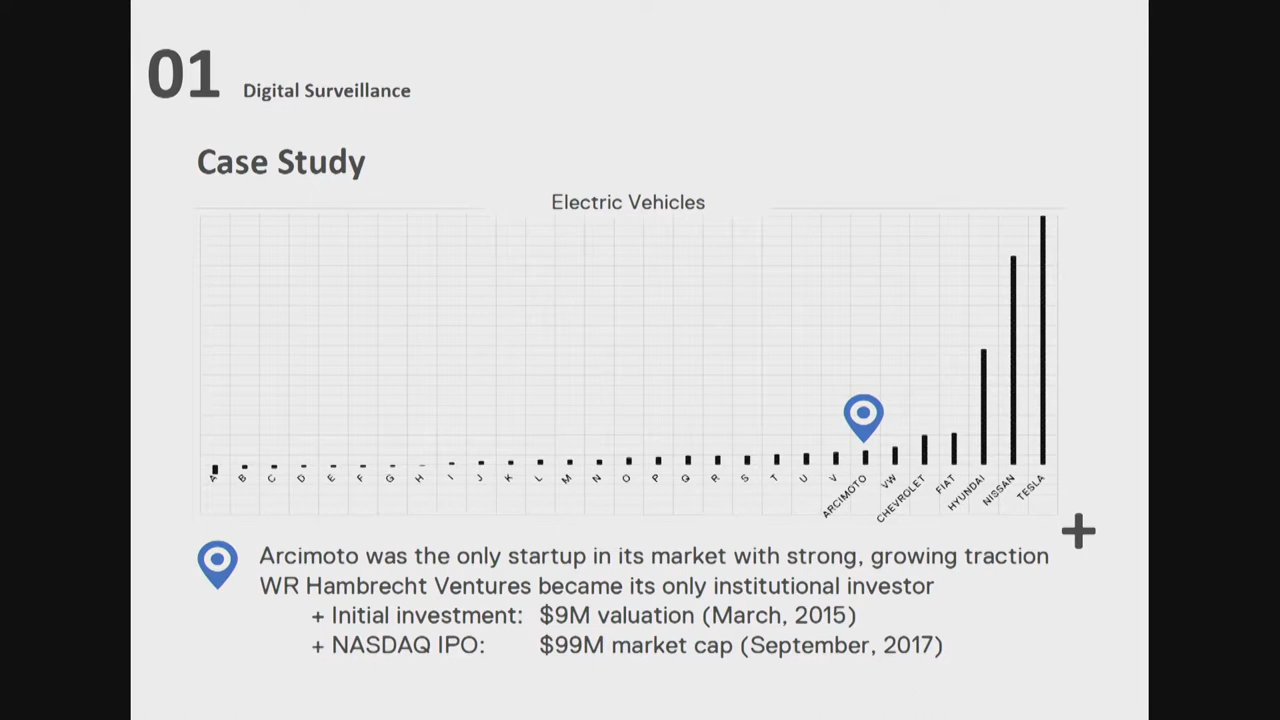 01 Digital Surveillance
Case Study
Electric Vehicles
A B C D E F G H I J K L M N O P Q R S T U V ARCIMOTO VW CHEVROLET FIAT HYUNDAI NISSAN TESLA
Arcimoto was the only startup in its market with strong, growing traction
WR Hambrecht Ventures became its only institutional investor
+ Initial investment: $9M valuation (March, 2015)
+ NASDAQ IPO: $99M market cap (September, 2017)